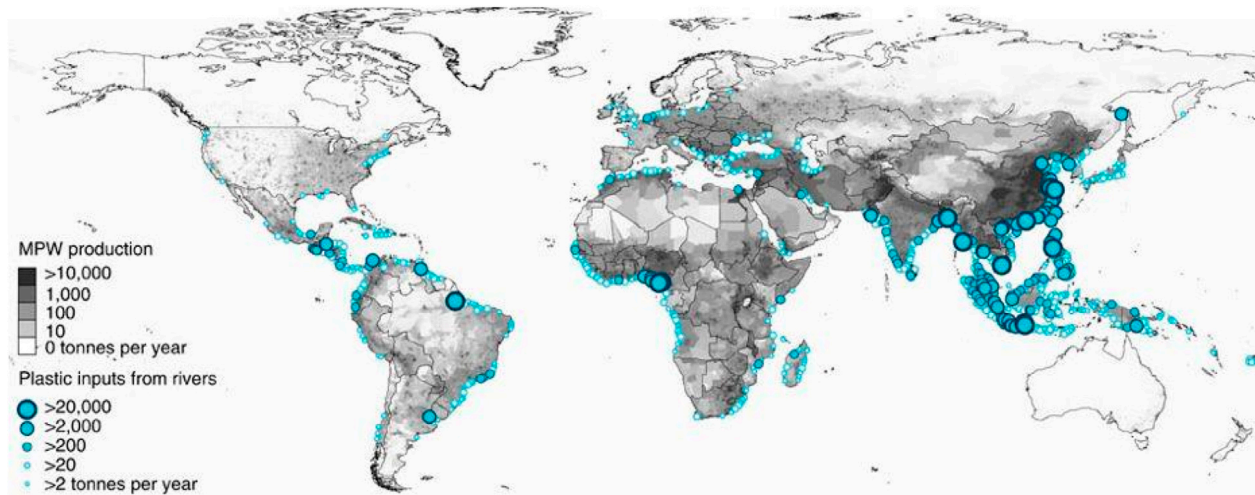 MPW production
>10,000
1,000
100
10
0 tonnes per year
Plastic inputs from rivers
>20,000
>2,000
>200
>20
>2 tonnes per year